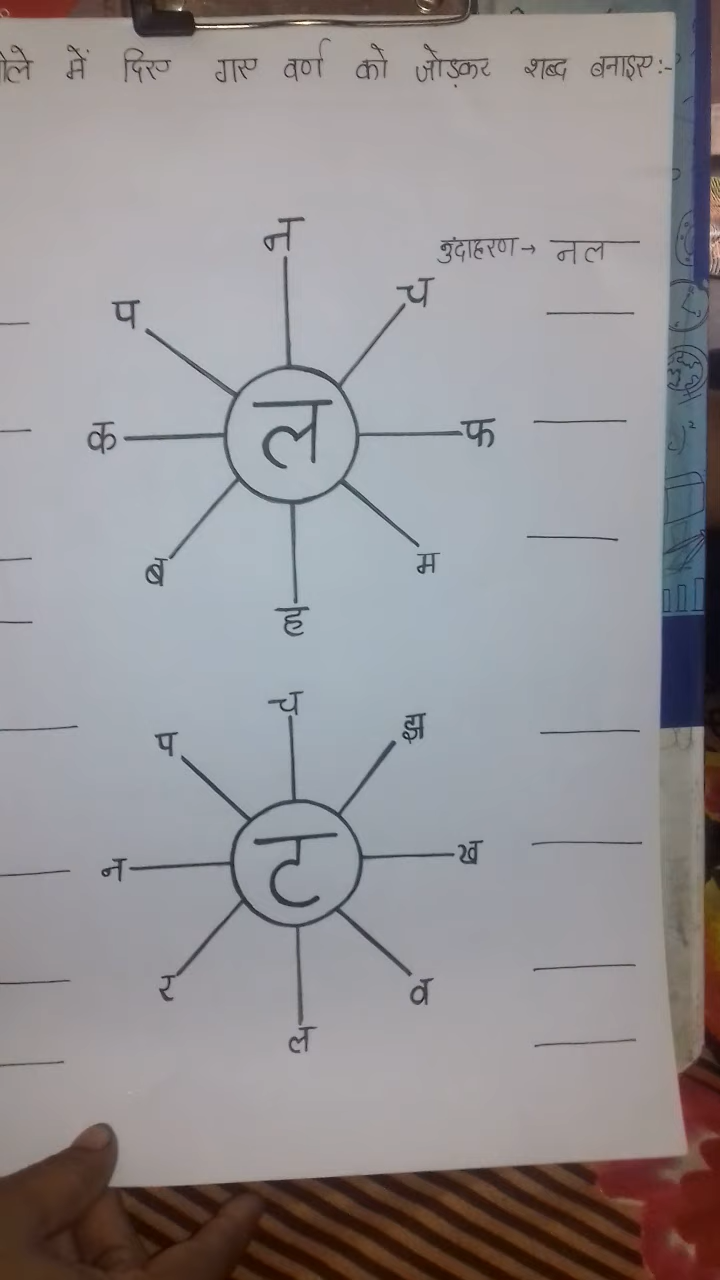 में दिए गए वर्ण को जोड़कर शब्द बनाइए:-
उदाहरण → नल
न
प च
क ल फ
ब म
ह
च
प झ
न ट ख
र व
ल